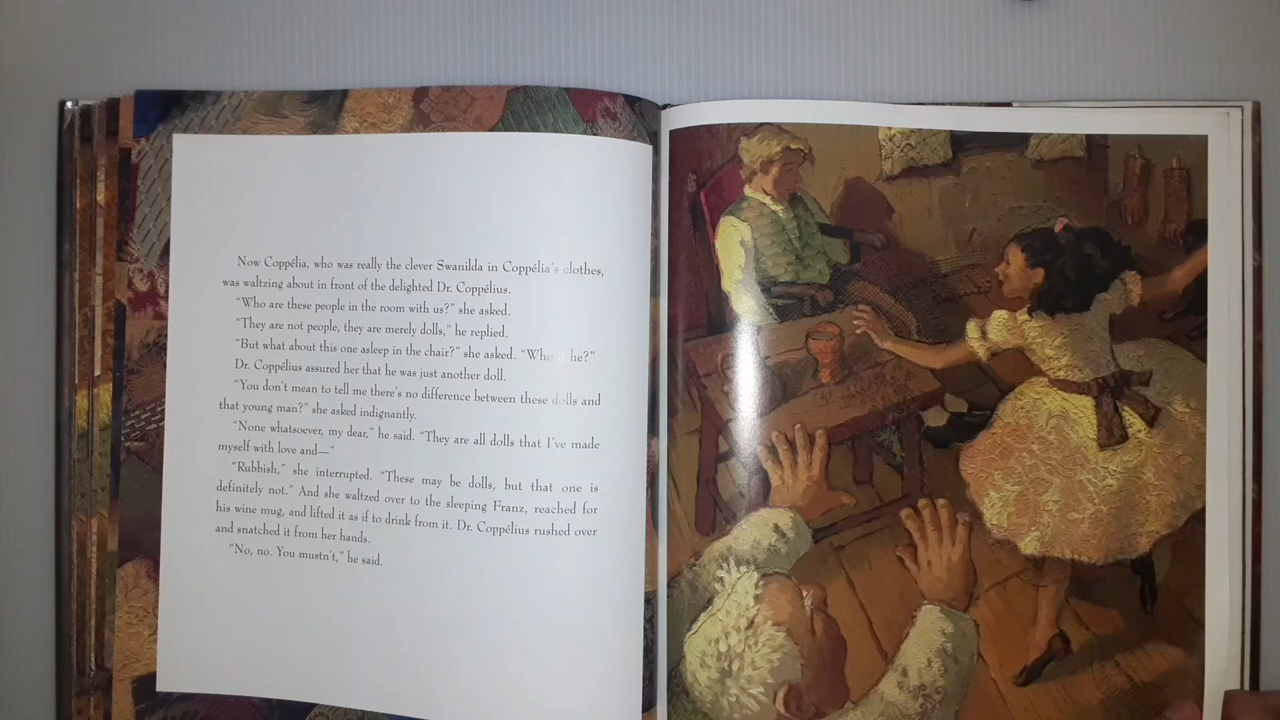 Now Coppélia, who was really the clever Swanilda in Coppélia's clothes,
was waltzing about in front of the delighted Dr. Coppélius.
"Who are these people in the room with us?" she asked.
"They are not people, they are merely dolls," he replied.
"But what about this one asleep in the chair?" she asked. "Who is he?"
Dr. Coppélius assured her that he was just another doll.
"You don't mean to tell me there's no difference between these dolls and
that young man?" she asked indignantly.
"None whatsoever, my dear," he said. "They are all dolls that I've made
myself with love and—"
"Rubbish," she interrupted. "These may be dolls, but that one is
definitely not." And she waltzed over to the sleeping Franz, reached for
his wine mug, and lifted it as if to drink from it. Dr. Coppélius rushed over
and snatched it from her hands.
"No, no. You mustn't," he said.